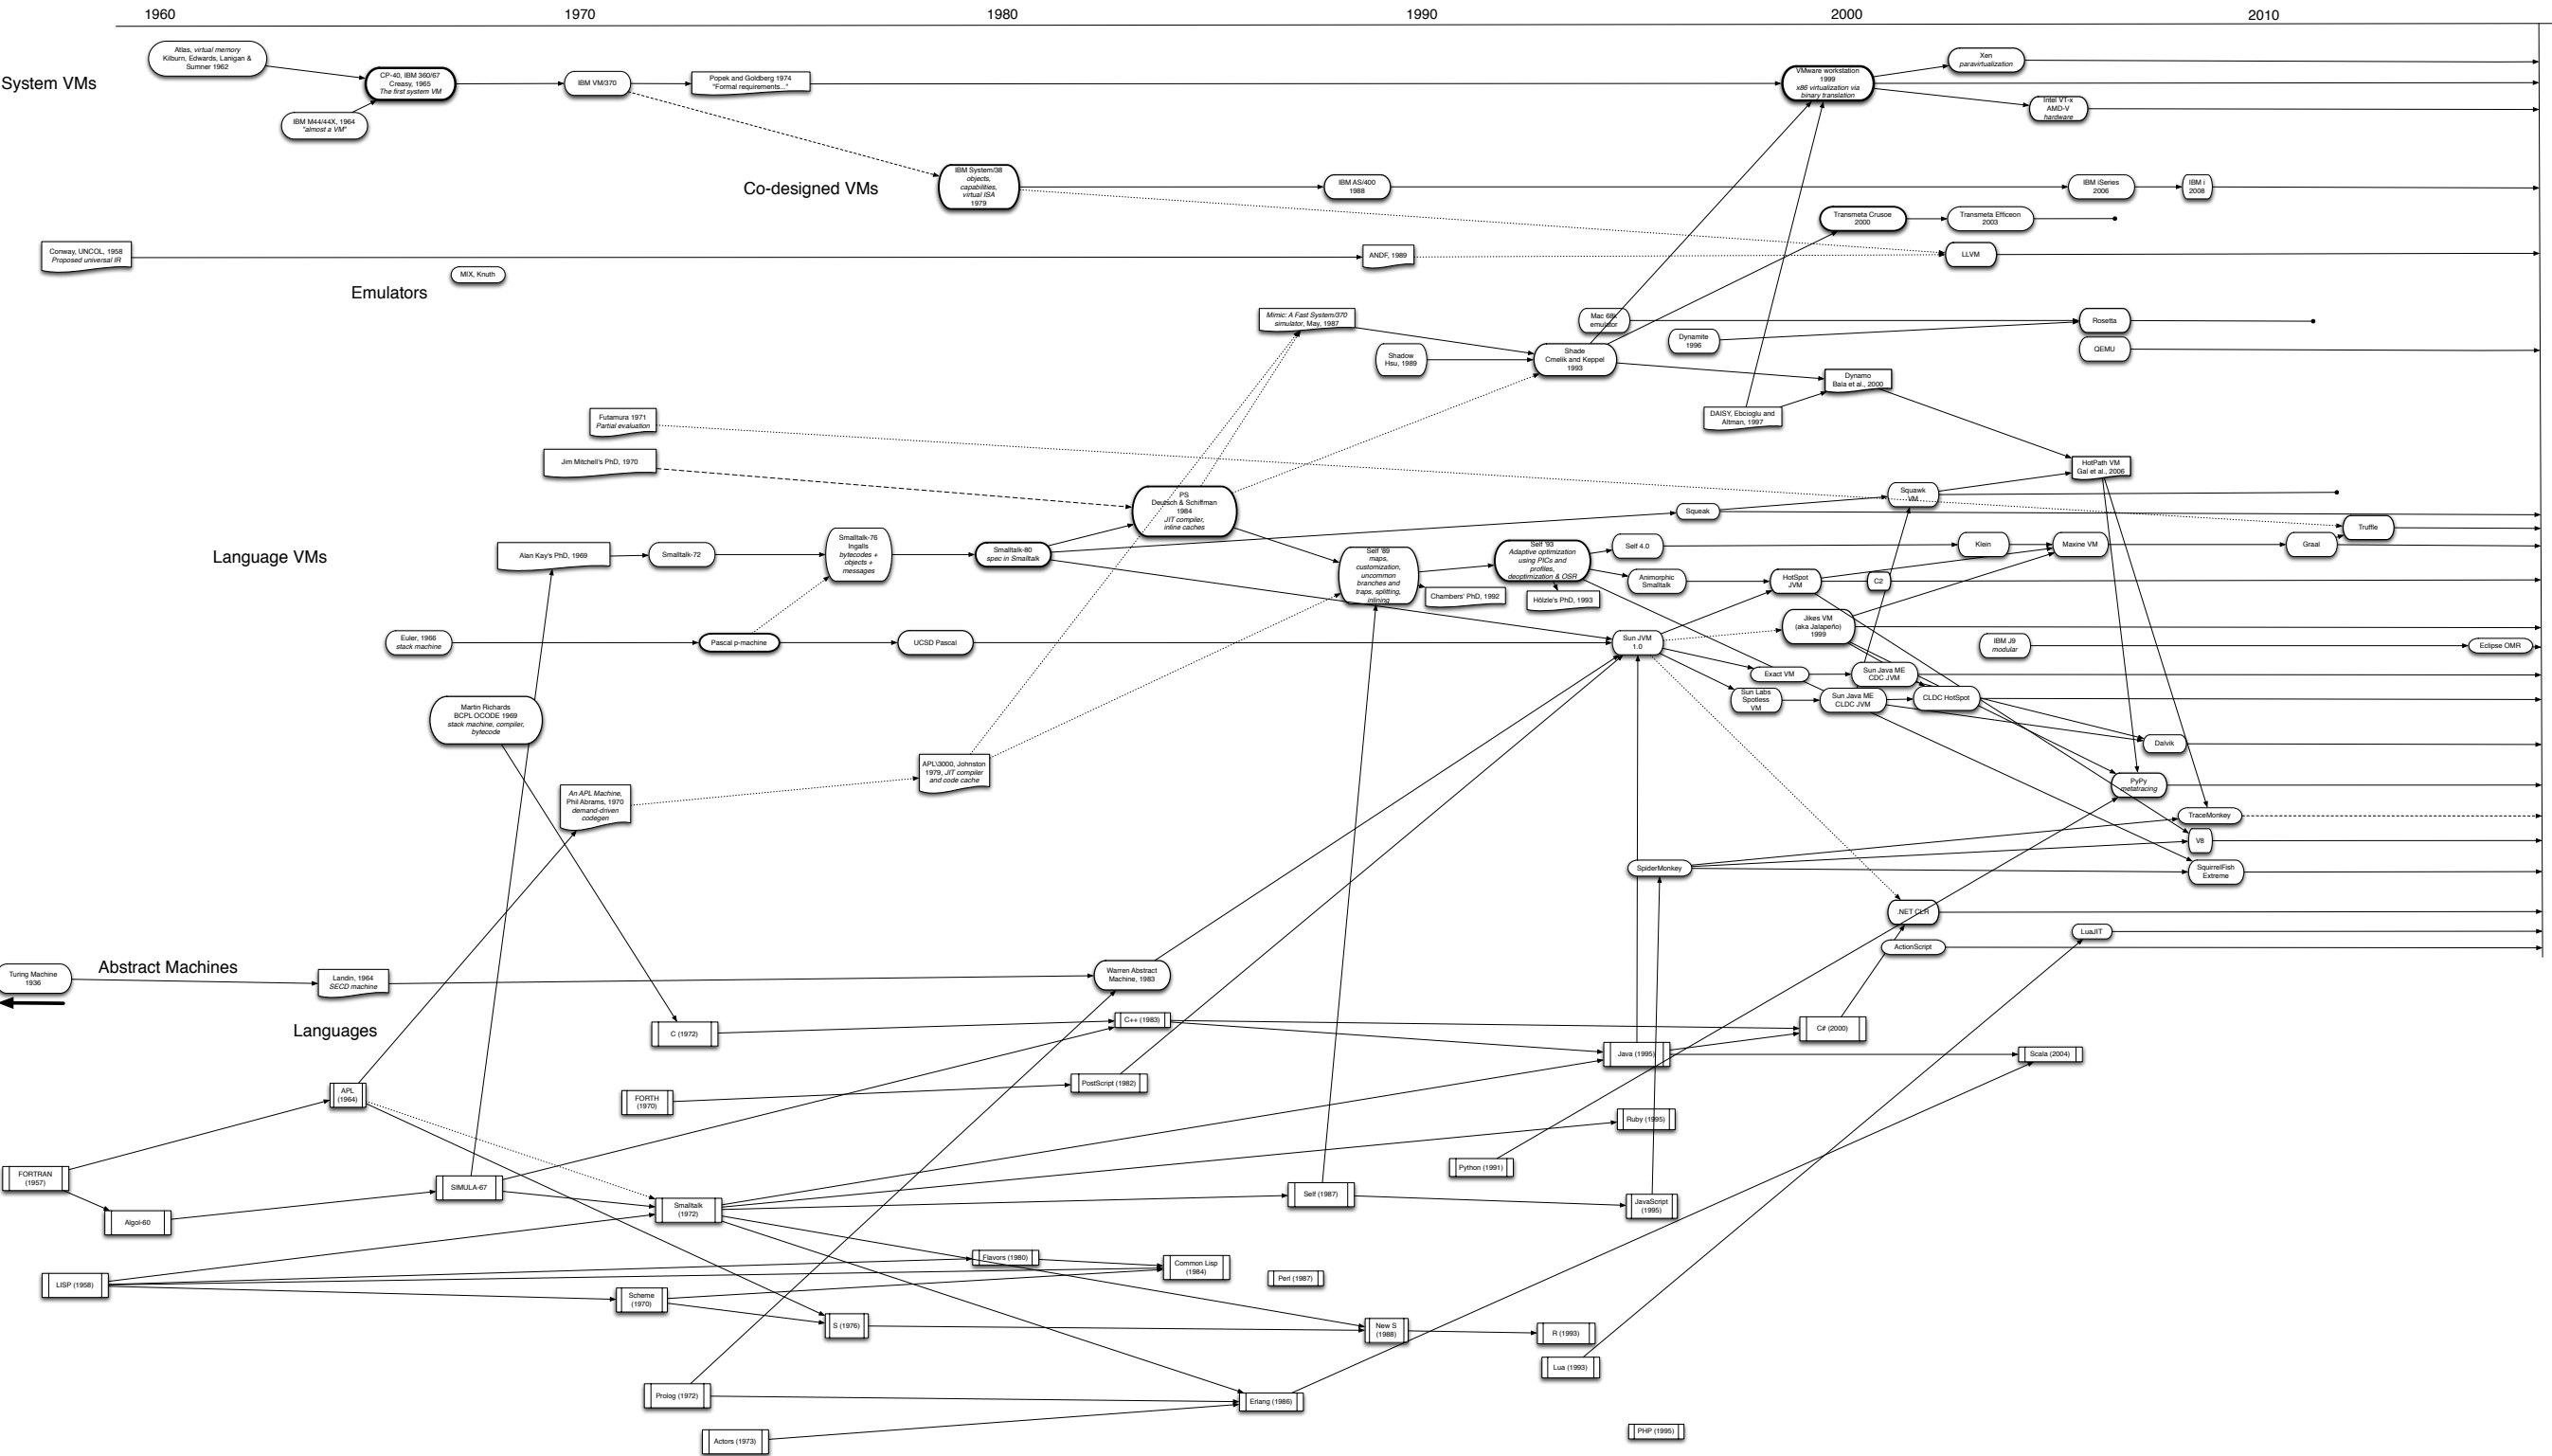 1960
1970
1980
1990
2000
2010
System VMs
Atlas, virtual memory
Kilburn, Edwards, Lanigan &
Sumner 1962
CP-40, IBM 360/67
Creasy, 1965
The first system VM
IBM M44/44X, 1964
"almost a VM"
IBM VM/370
Popek and Goldberg 1974
"Formal requirements..."
VMware workstation
1999
x86 virtualization via
binary translation
Xen
paravirtualization
Intel VT-x
AMD-V
hardware
Co-designed VMs
IBM System/38
objects,
capabilities,
virtual ISA
1979
IBM AS/400
1988
IBM iSeries
2006
IBM i
2008
Transmeta Crusoe
2000
Transmeta Efficeon
2003
Conway, UNCOL, 1958
Proposed universal IR
ANDF, 1989
LLVM
MIX, Knuth
Emulators
Mimic: A Fast System/370
simulator, May, 1987
Mac 68k
emulator
Dynamite
1996
Rosetta
QEMU
Shadow
Hsu, 1989
Shade
Cmelik and Keppel
1993
Dynamo
Bala et al., 2000
DAISY, Ebcioglu and
Altman, 1997
Futamura 1971
Partial evaluation
Jim Mitchell's PhD, 1970
HotPath VM
Gal et al., 2006
PS
Deutsch & Schiffman
1984
JIT compiler,
inline caches
Squeak
Squawk
VM
Truffle
Language VMs
Alan Kay's PhD, 1969
Smalltalk-72
Smalltalk-76
Ingalls
bytecodes +
objects +
messages
Smalltalk-80
spec in Smalltalk
Self '89
maps,
customization,
uncommon
branches and
traps, splitting,
inlining
Chambers' PhD, 1992
Self '93
Adaptive optimization
using PICs and
profiles,
deoptimization & OSR
Hölzle's PhD, 1993
Self 4.0
Klein
Maxine VM
Graal
Animorphic
Smalltalk
HotSpot
JVM
C2
Jikes VM
(aka Jalapeño)
1999
Euler, 1966
stack machine
Pascal p-machine
UCSD Pascal
Sun JVM
1.0
IBM J9
modular
Eclipse OMR
Exact VM
Sun Java ME
CDC JVM
Sun Labs
Spotless
VM
Sun Java ME
CLDC JVM
CLDC HotSpot
Martin Richards
BCPL OCODE 1969
stack machine, compiler,
bytecode
Dalvik
APL\3000, Johnston
1979, JIT compiler
and code cache
An APL Machine,
Phil Abrams, 1970
demand-driven
codegen
PyPy
metatracing
TraceMonkey
V8
SpiderMonkey
SquirrelFish
Extreme
.NET CLR
LuaJIT
ActionScript
Abstract Machines
Turing Machine
1936
Landin, 1964
SECD machine
Warren Abstract
Machine, 1983
Languages
C (1972)
C++ (1983)
C# (2000)
Java (1995)
Scala (2004)
APL
(1964)
FORTH
(1970)
PostScript (1982)
Ruby (1995)
FORTRAN
(1957)
Python (1991)
SIMULA-67
Self (1987)
JavaScript
(1995)
Algol-60
Smalltalk
(1972)
Flavors (1980)
Common Lisp
(1984)
Perl (1987)
LISP (1958)
Scheme
(1970)
S (1976)
New S
(1988)
R (1993)
Lua (1993)
Prolog (1972)
Erlang (1986)
Actors (1973)
PHP (1995)